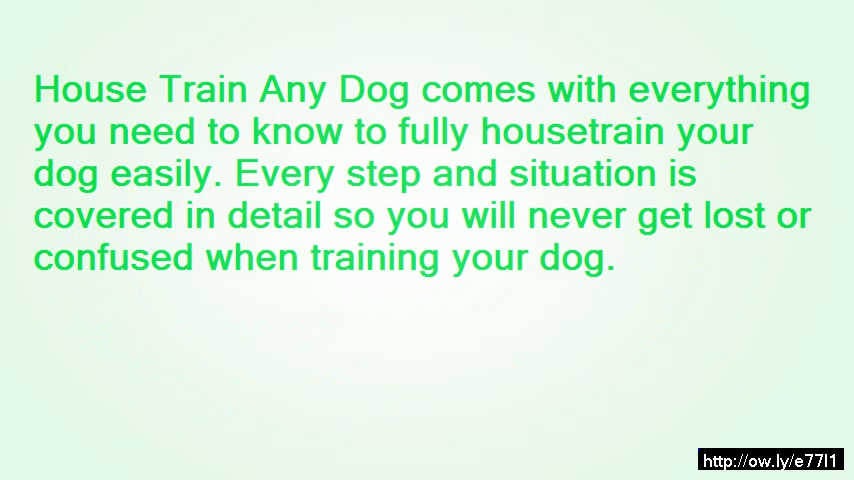 House Train Any Dog comes with everything
you need to know to fully housetrain your
dog easily. Every step and situation is
covered in detail so you will never get lost or
confused when training your dog.
http://ow.ly/e77l1